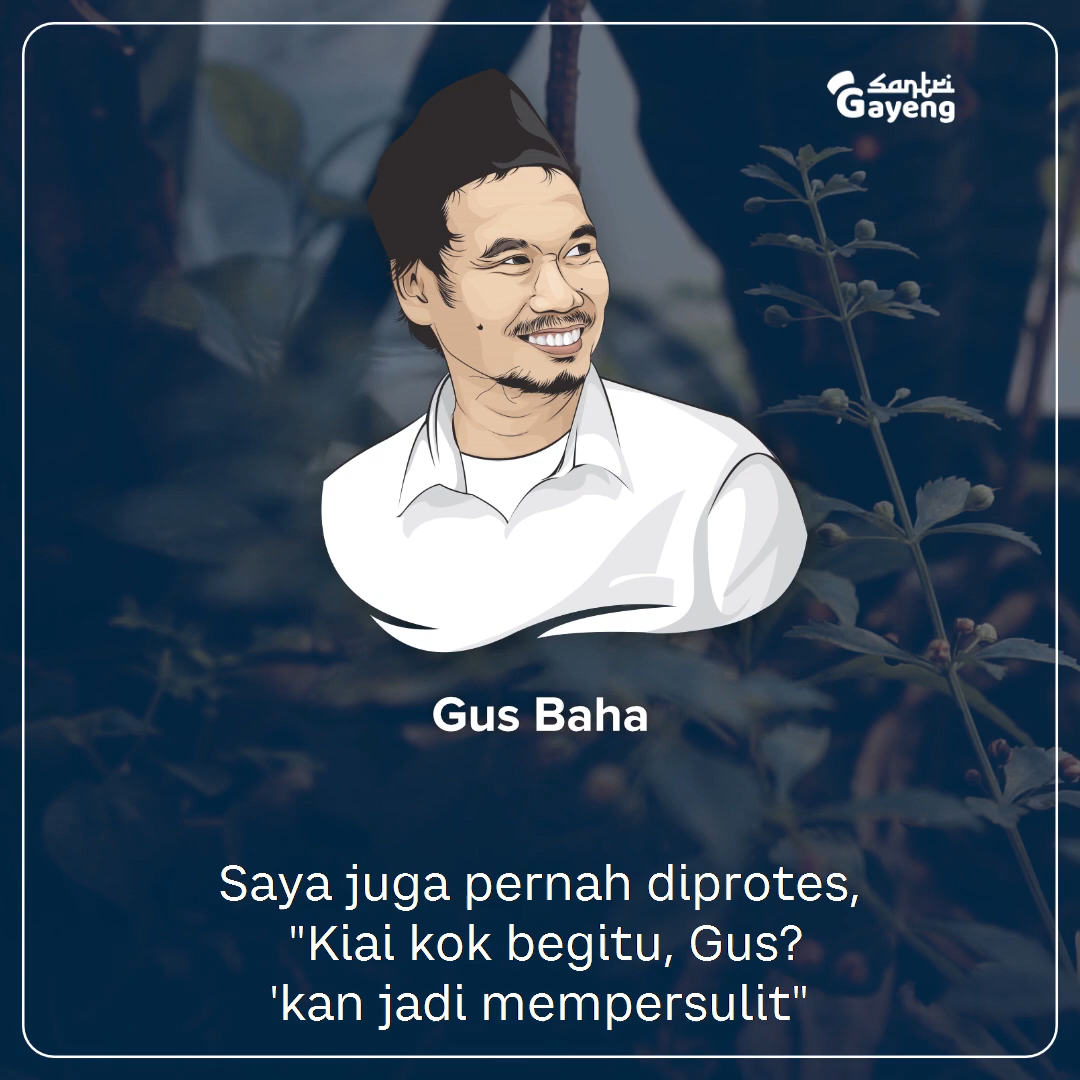 Santri
Gayeng
Gus Baha
Saya juga pernah diprotes,
"Kiai kok begitu, Gus?
'kan jadi mempersulit"